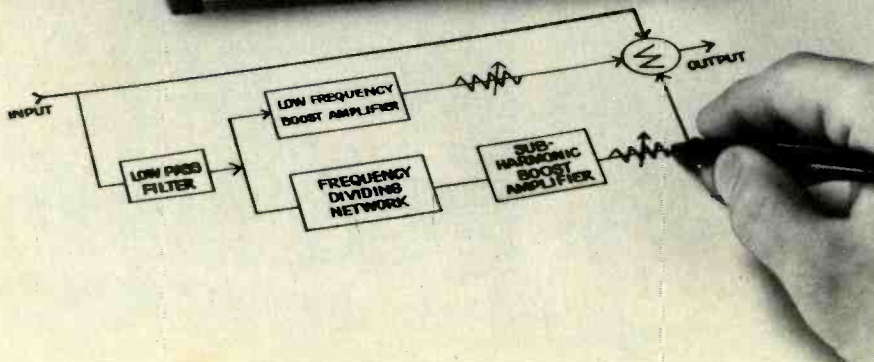 INPUT
LOW FREQUENCY
BOOST AMPLIFIER
Σ
OUTPUT
LOW PASS
FILTER
FREQUENCY
DIVIDING
NETWORK
SUB-
HARMONIC
BOOST
AMPLIFIER